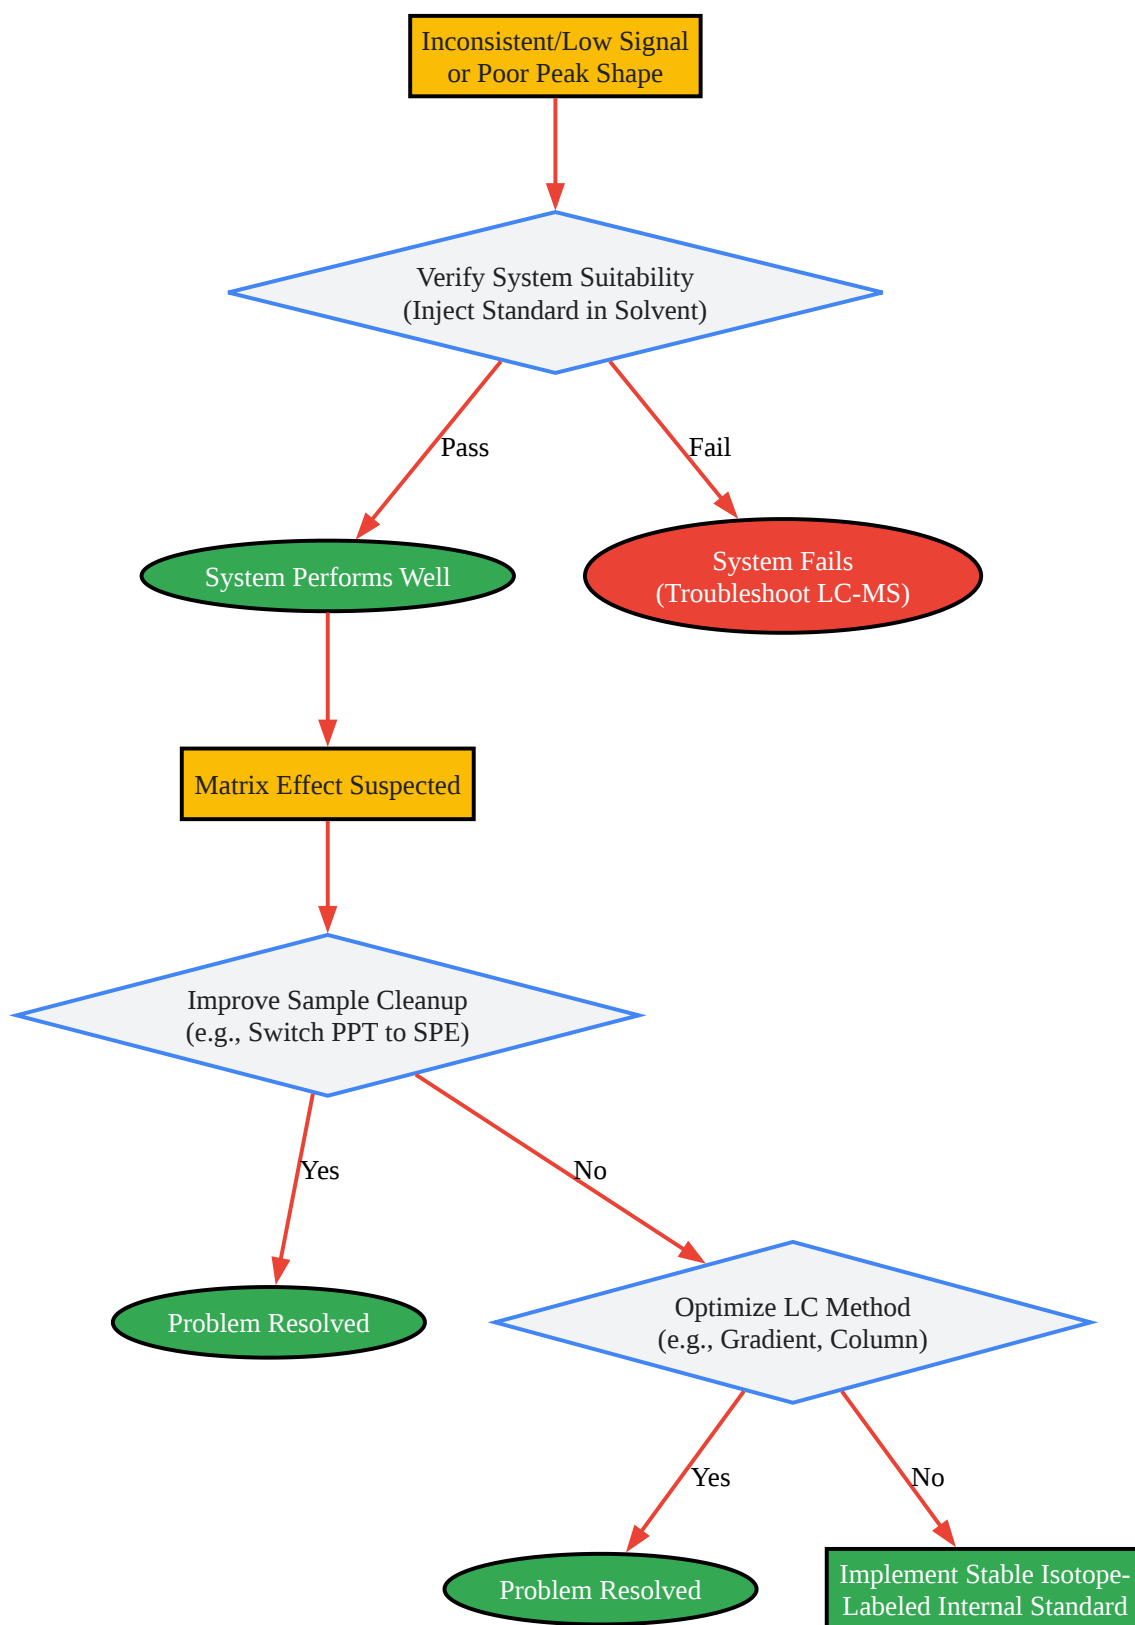 Inconsistent/Low Signal
or Poor Peak Shape
Verify System Suitability
(Inject Standard in Solvent)
Pass
Fail
System Performs Well
System Fails
(Troubleshoot LC-MS)
Matrix Effect Suspected
Improve Sample Cleanup
(e.g., Switch PPT to SPE)
Yes
No
Problem Resolved
Optimize LC Method
(e.g., Gradient, Column)
Yes
No
Problem Resolved
Implement Stable Isotope-
Labeled Internal Standard